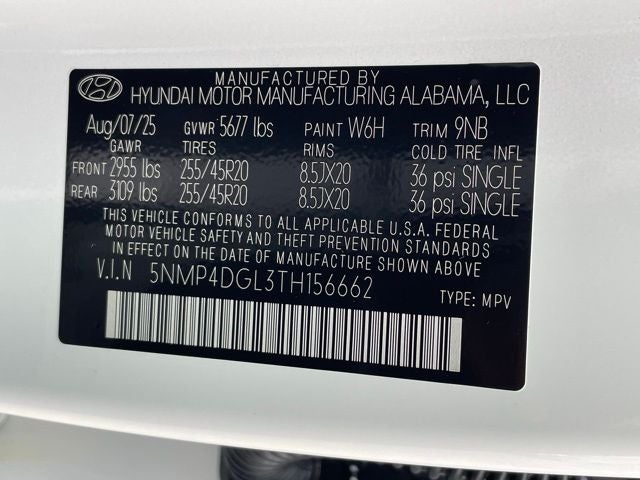 MANUFACTURED BY
HYUNDAI MOTOR MANUFACTURING ALABAMA, LLC
Aug/07/25 GVWR 5677 lbs PAINT W6H TRIM 9NB
GAWR TIRES RIMS COLD TIRE INFL
FRONT 2955 lbs 255/45R20 8.5JX20 36 psi SINGLE
REAR 3109 lbs 255/45R20 8.5JX20 36 psi SINGLE
THIS VEHICLE CONFORMS TO ALL APPLICABLE U.S.A. FEDERAL
MOTOR VEHICLE SAFETY AND THEFT PREVENTION STANDARDS
IN EFFECT ON THE DATE OF MANUFACTURE SHOWN ABOVE
V.I.N 5NMP4DGL3TH156662
TYPE: MPV